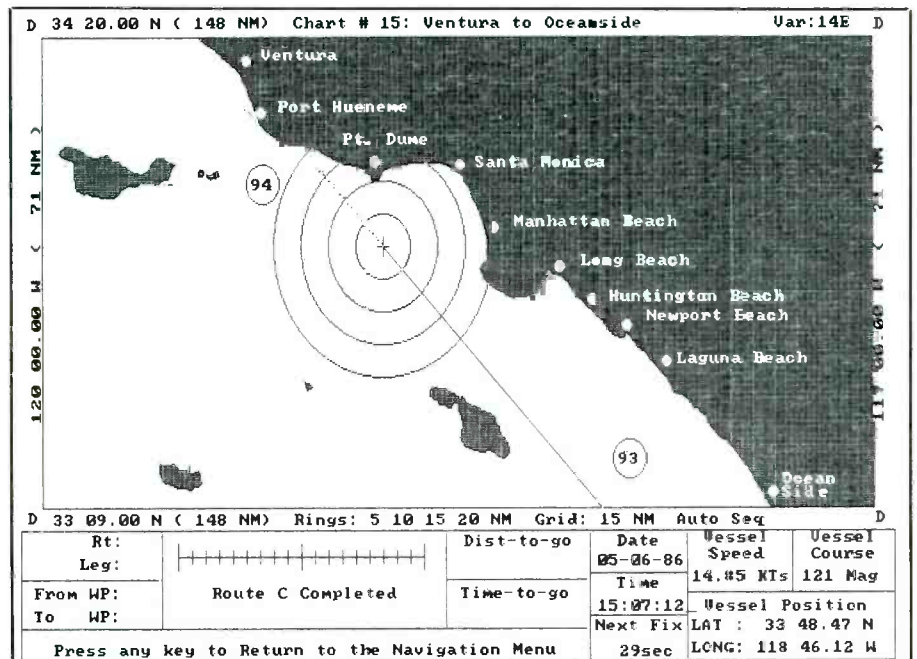 D 34 20.00 N ( 148 NM) Chart # 15: Ventura to Oceanside Var:14E D
Ventura
Port Hueneme
Pt. Dume
Santa Monica
94
Manhattan Beach
Long Beach
Huntington Beach
Newport Beach
Laguna Beach
93
Ocean
Side
120 00.00 W ( 71 NM )
71 NM )
D 33 09.00 N ( 148 NM) Rings: 5 10 15 20 NM Grid: 15 NM Auto Seq D
Rt:
Leg:
From WP:
To WP:
Route C Completed
Dist-to-go
Time-to-go
Date
05-06-86
Time
15:07:12
Next Fix
29sec
Vessel
Speed
14.85 KTs
Vessel
Course
121 Mag
Vessel Position
LAT : 33 48.47 N
LONG: 118 46.12 W
Press any key to Return to the Navigation Menu